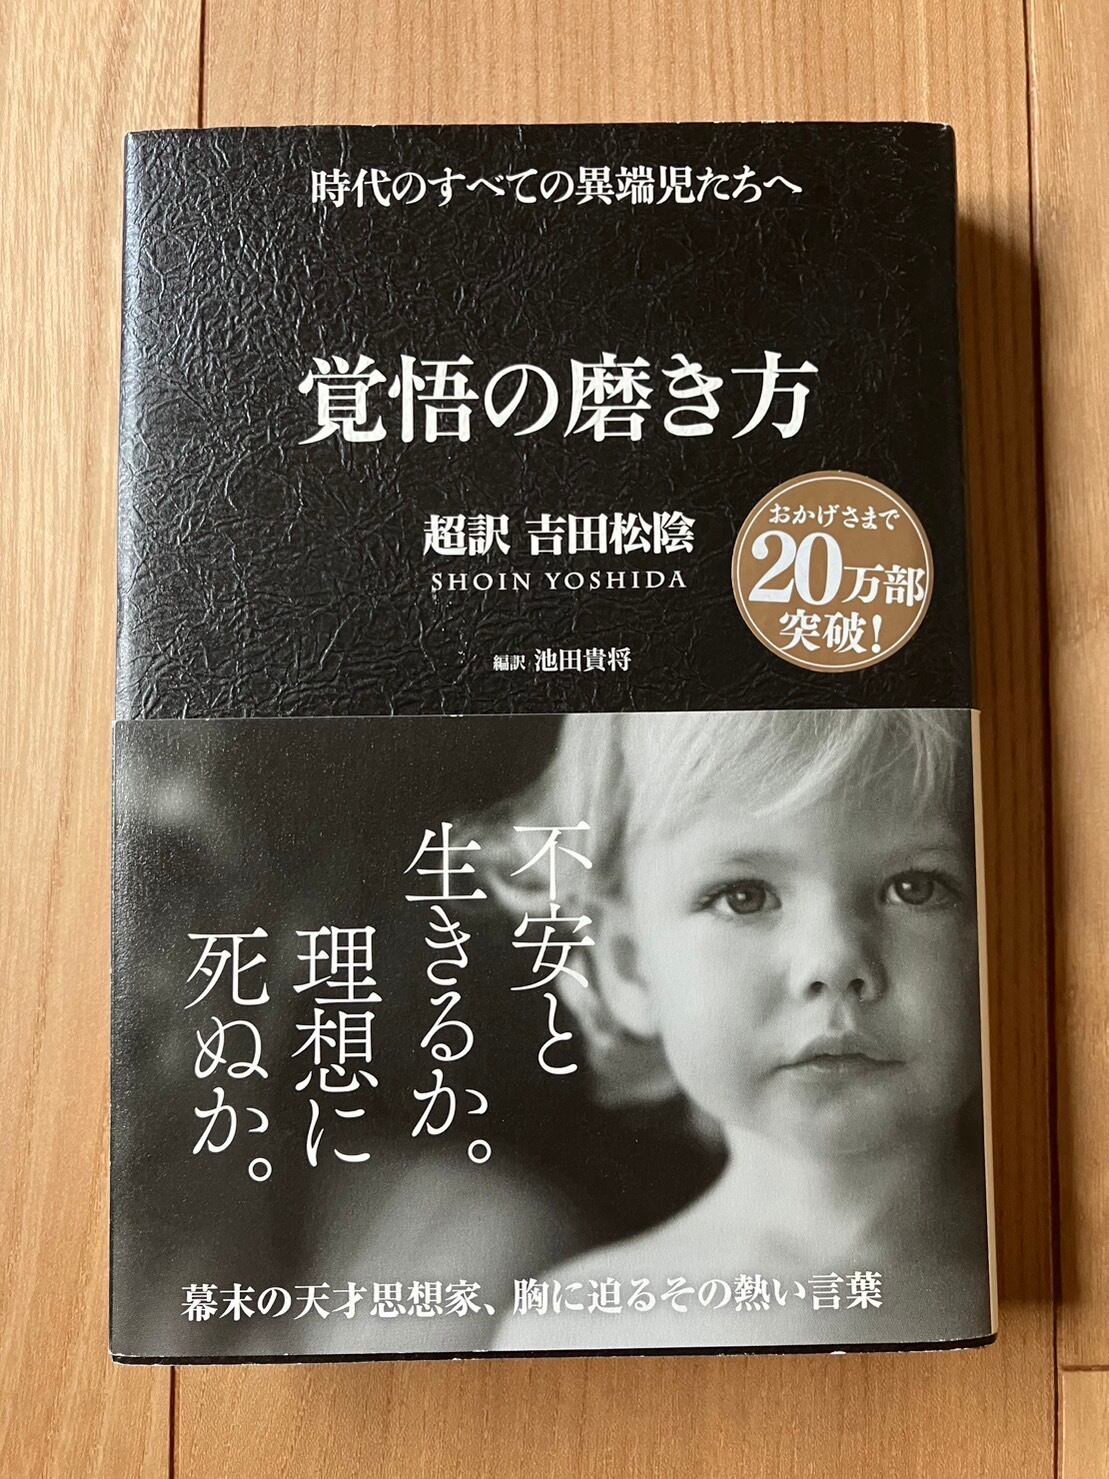 時代のすべての異端児たちへ
覚悟の磨き方
超訳 吉田松陰
SHOIN YOSHIDA
編訳 池田貴将
おかげさまで
20万部
突破!
不安と
生きるか。
理想に
死ぬか。
幕末の天才思想家、胸に迫るその熱い言葉